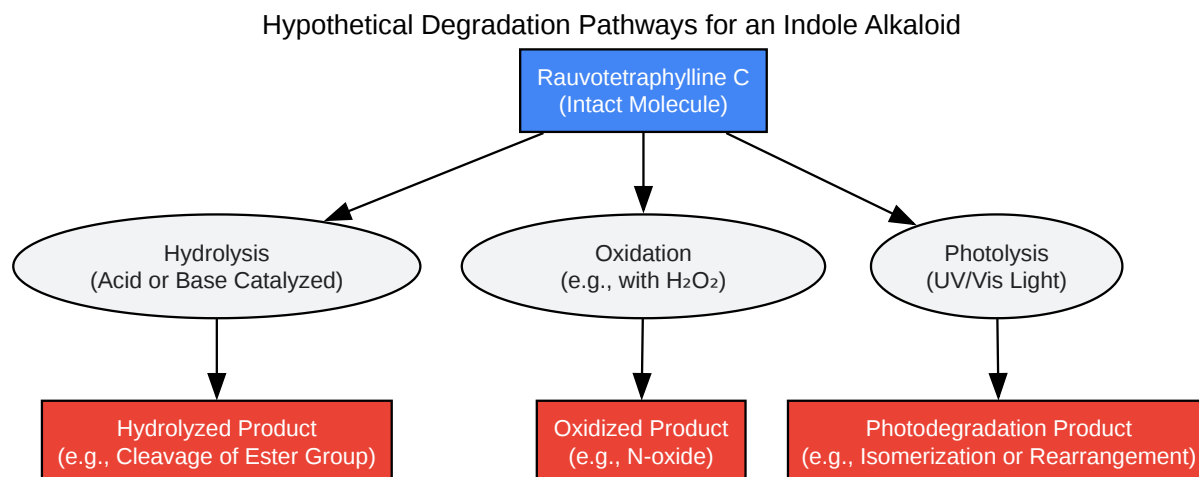 Hypothetical Degradation Pathways for an Indole Alkaloid
Rauvotetraphylline C
(Intact Molecule)
Hydrolysis
(Acid or Base Catalyzed)
Oxidation
(e.g., with H₂O₂)
Photolysis
(UV/Vis Light)
Hydrolyzed Product
(e.g., Cleavage of Ester Group)
Oxidized Product
(e.g., N-oxide)
Photodegradation Product
(e.g., Isomerization or Rearrangement)